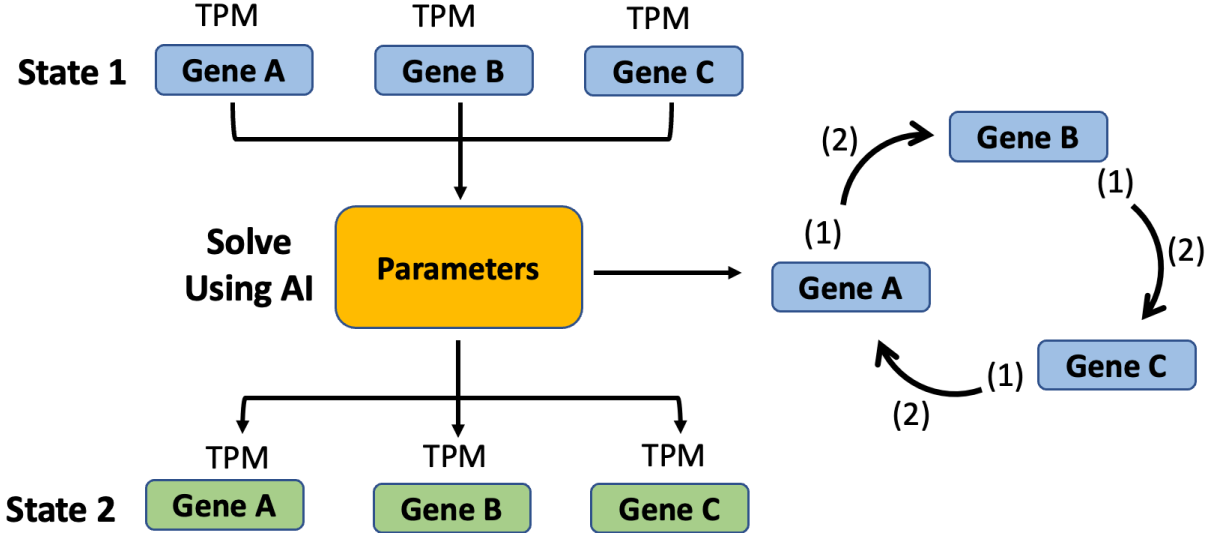 TPM TPM TPM
State 1 Gene A Gene B Gene C
Gene B
(2)
(1)
(1)
(2)
Solve
Using AI
Parameters
Gene A
Gene C
(1)
(2)
TPM TPM TPM
State 2 Gene A Gene B Gene C